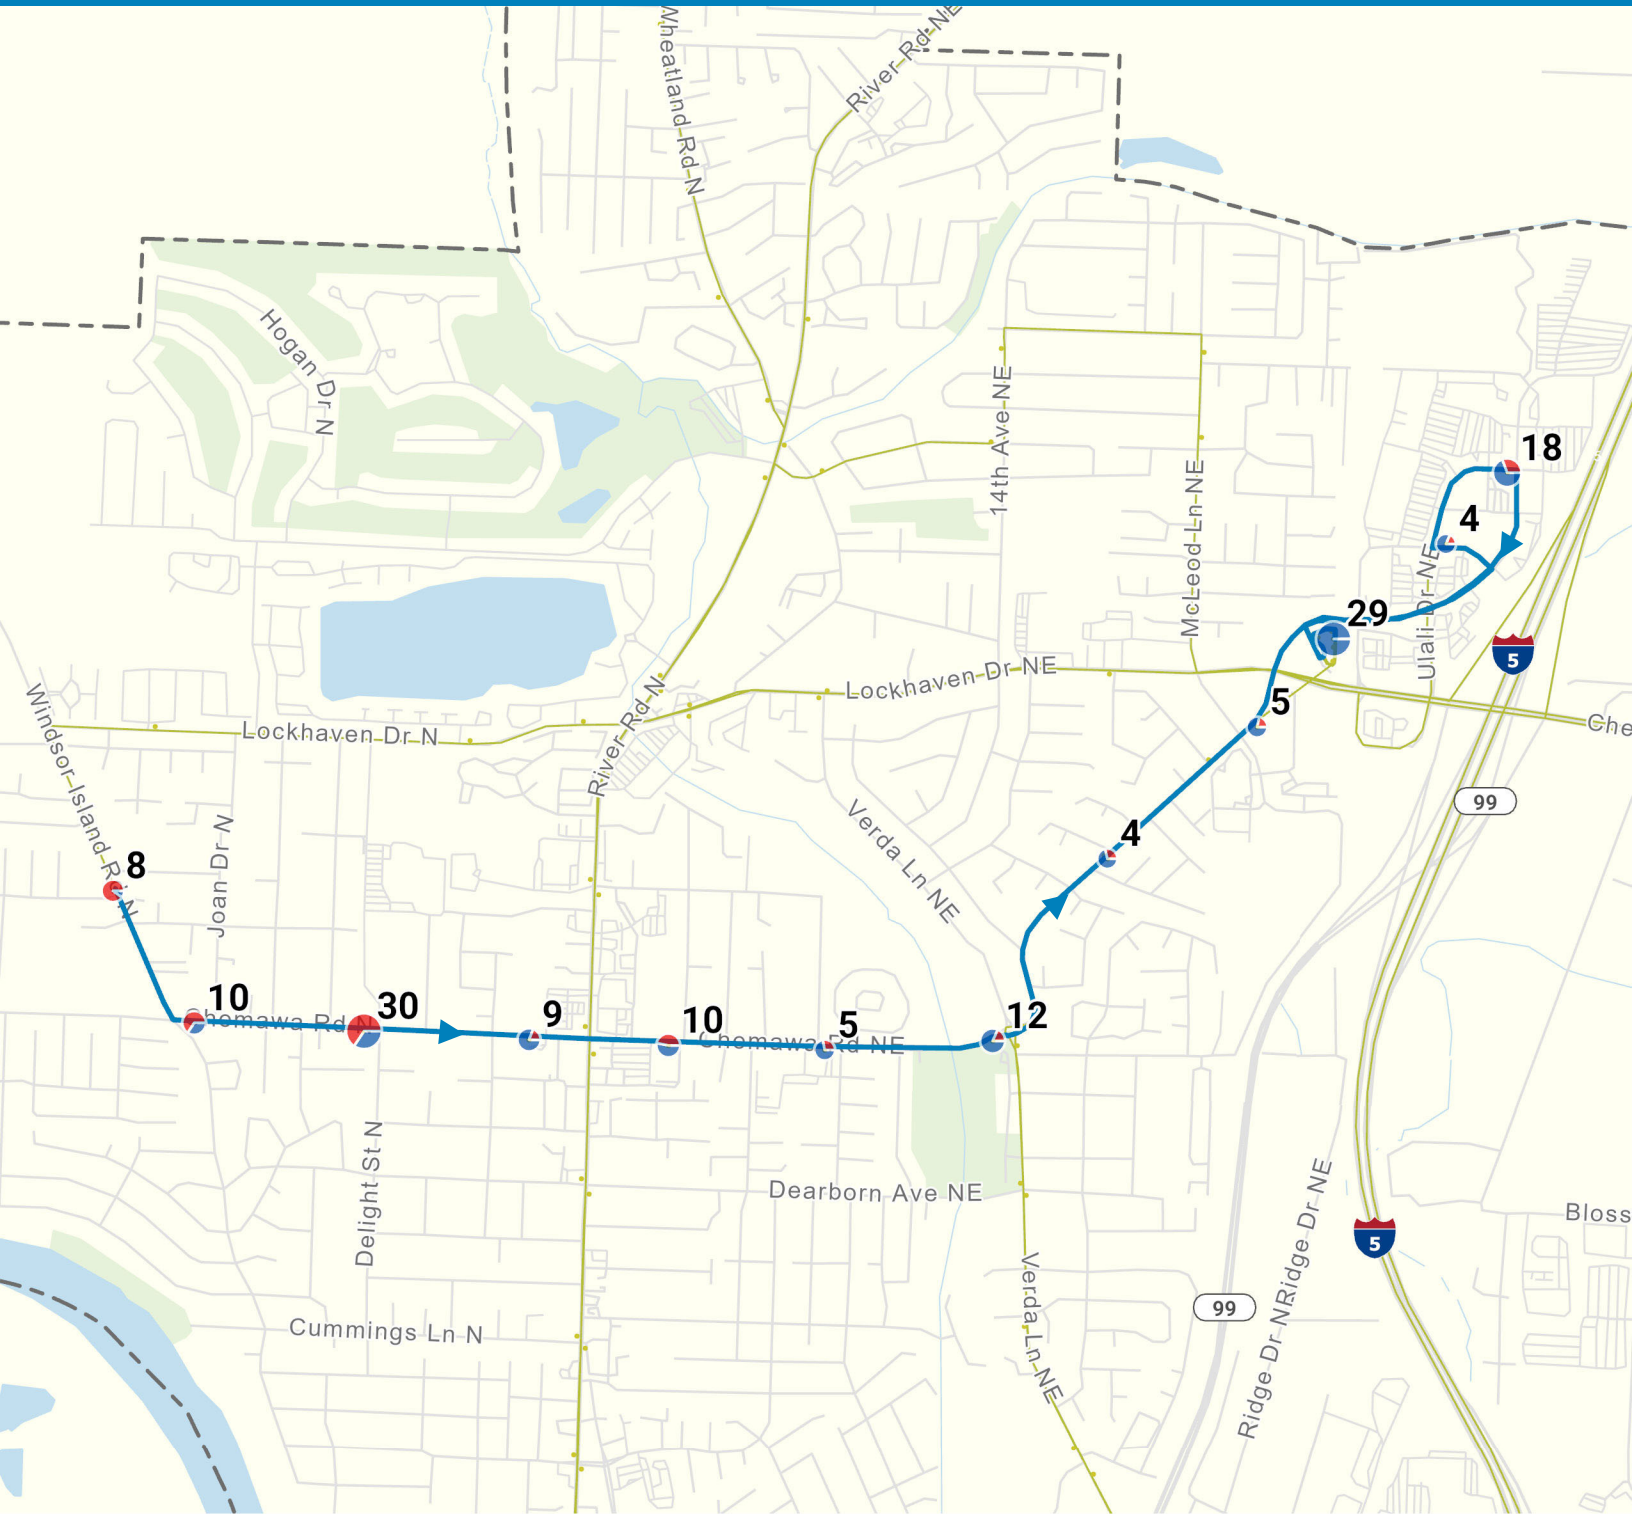 Wheatland Rd N
River Rd NE
Hogan Dr N
14th Ave NE
McLeod Ln NE
18
4
Ulali Dr NE
29
5
Lockhaven Dr NE
5
Che
Windsor Island Rd N
Lockhaven Dr N
River Rd N
99
Verda Ln NE
4
Joan Dr N
8
10
Chomawa Rd N
30
9
10
Chomawa Rd NE
5
12
Delight St N
Dearborn Ave NE
Ridge Dr NE
Bloss
5
Verda Ln NE
99
Cummings Ln N
Ridge Dr N